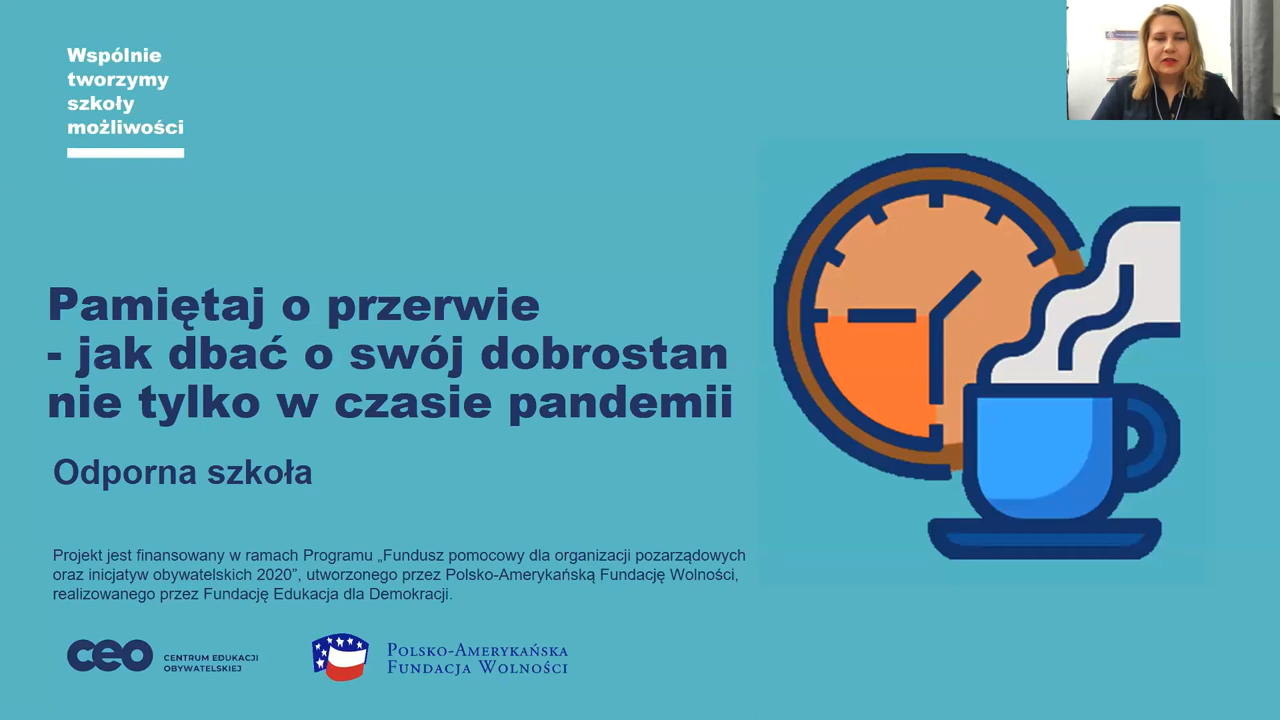 Wspólnie
tworzymy
szkoły
możliwości
Pamiętaj o przerwie
- jak dbać o swój dobrostan
nie tylko w czasie pandemii
Odporna szkoła
Projekt jest finansowany w ramach Programu „Fundusz pomocowy dla organizacji pozarządowych
oraz inicjatyw obywatelskich 2020”, utworzonego przez Polsko-Amerykańską Fundację Wolności,
realizowanego przez Fundację Edukacja dla Demokracji.
ceo CENTRUM EDUKACJI
OBYWATELSKIEJ
POLSKO-AMERYKAŃSKA
FUNDACJA WOLNOŚCI